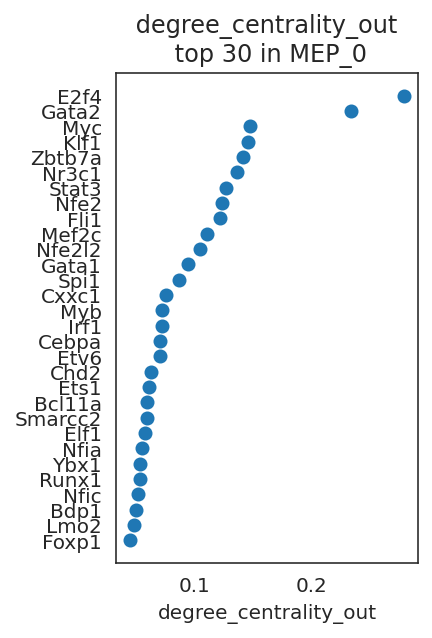 degree_centrality_out
top 30 in MEP_0
E2f4
Gata2
Myc
Klf1
Zbtb7a
Nr3c1
Stat3
Nfe2
Fli1
Mef2c
Nfe2l2
Gata1
Spi1
Cxxc1
Myb
Irf1
Cebpa
Etv6
Chd2
Ets1
Bcl11a
Smarcc2
Elf1
Nfia
Ybx1
Runx1
Nfic
Bdp1
Lmo2
Foxp1
0.1 0.2
degree_centrality_out